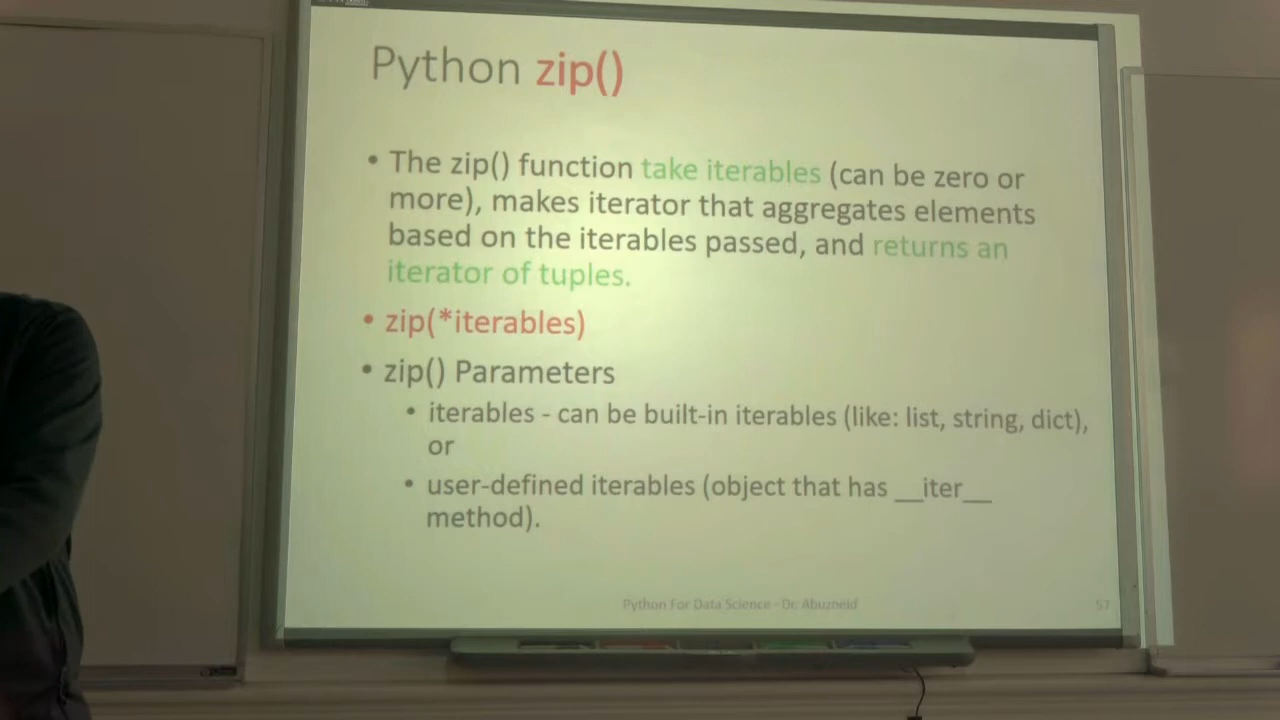 Python zip()
• The zip() function take iterables (can be zero or
more), makes iterator that aggregates elements
based on the iterables passed, and returns an
iterator of tuples.
• zip(*iterables)
• zip() Parameters
• iterables - can be built-in iterables (like: list, string, dict),
or
• user-defined iterables (object that has __iter__
method).
Python For Data Science - Dr. Abuzneid
57